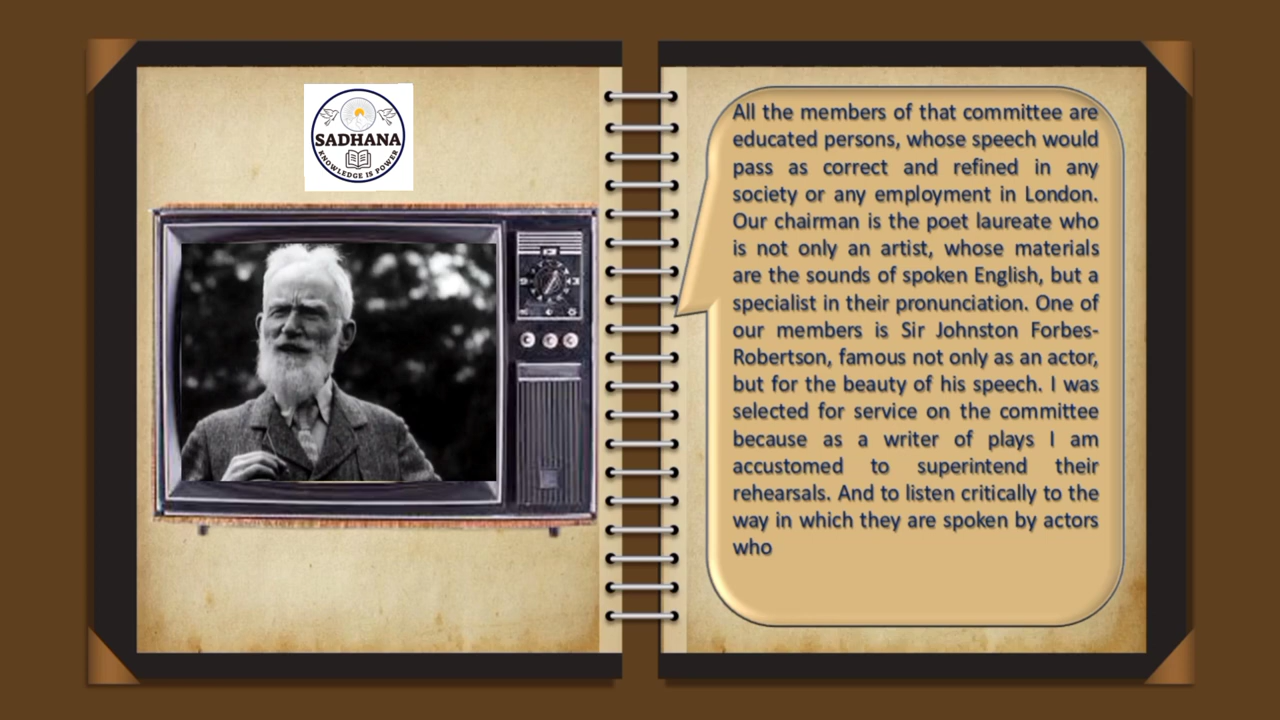 SADHANA
KNOWLEDGE IS POWER
All the members of that committee are
educated persons, whose speech would
pass as correct and refined in any
society or any employment in London.
Our chairman is the poet laureate who
is not only an artist, whose materials
are the sounds of spoken English, but a
specialist in their pronunciation. One of
our members is Sir Johnston Forbes-
Robertson, famous not only as an actor,
but for the beauty of his speech. I was
selected for service on the committee
because as a writer of plays I am
accustomed to superintend their
rehearsals. And to listen critically to the
way in which they are spoken by actors
who